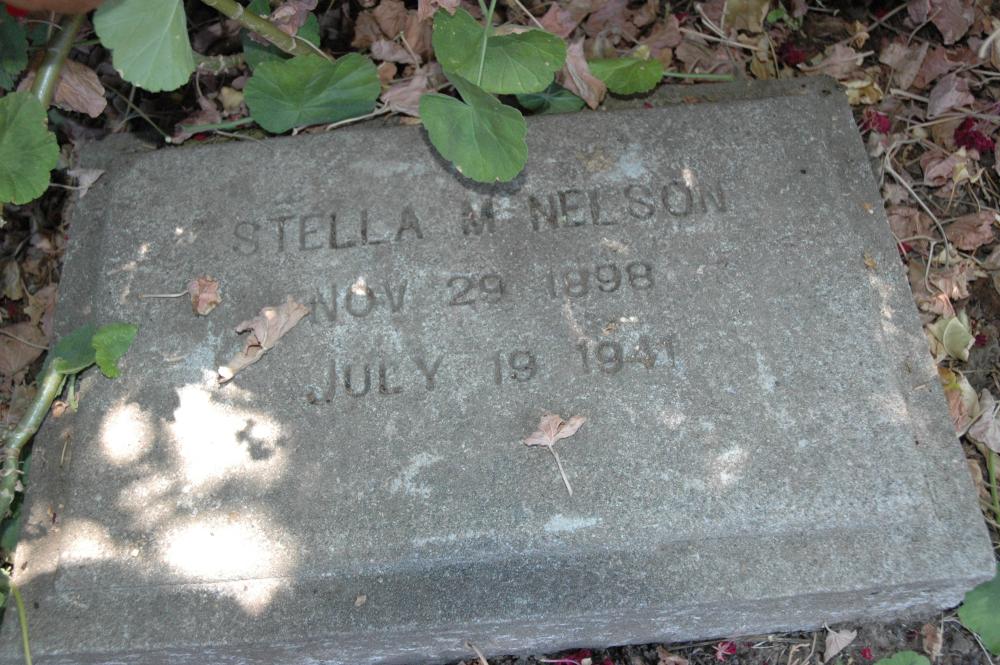 STELLA M NELSON
NOV 29 1898
JULY 19 1941